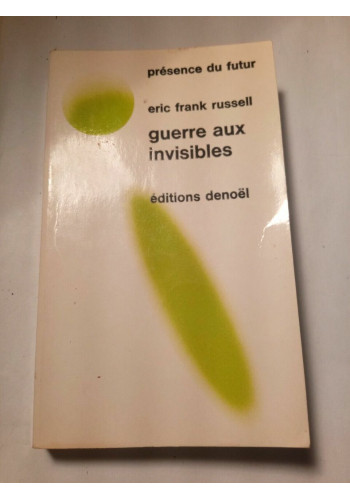 présence du futur
eric frank russell
guerre aux
invisibles
éditions denoël